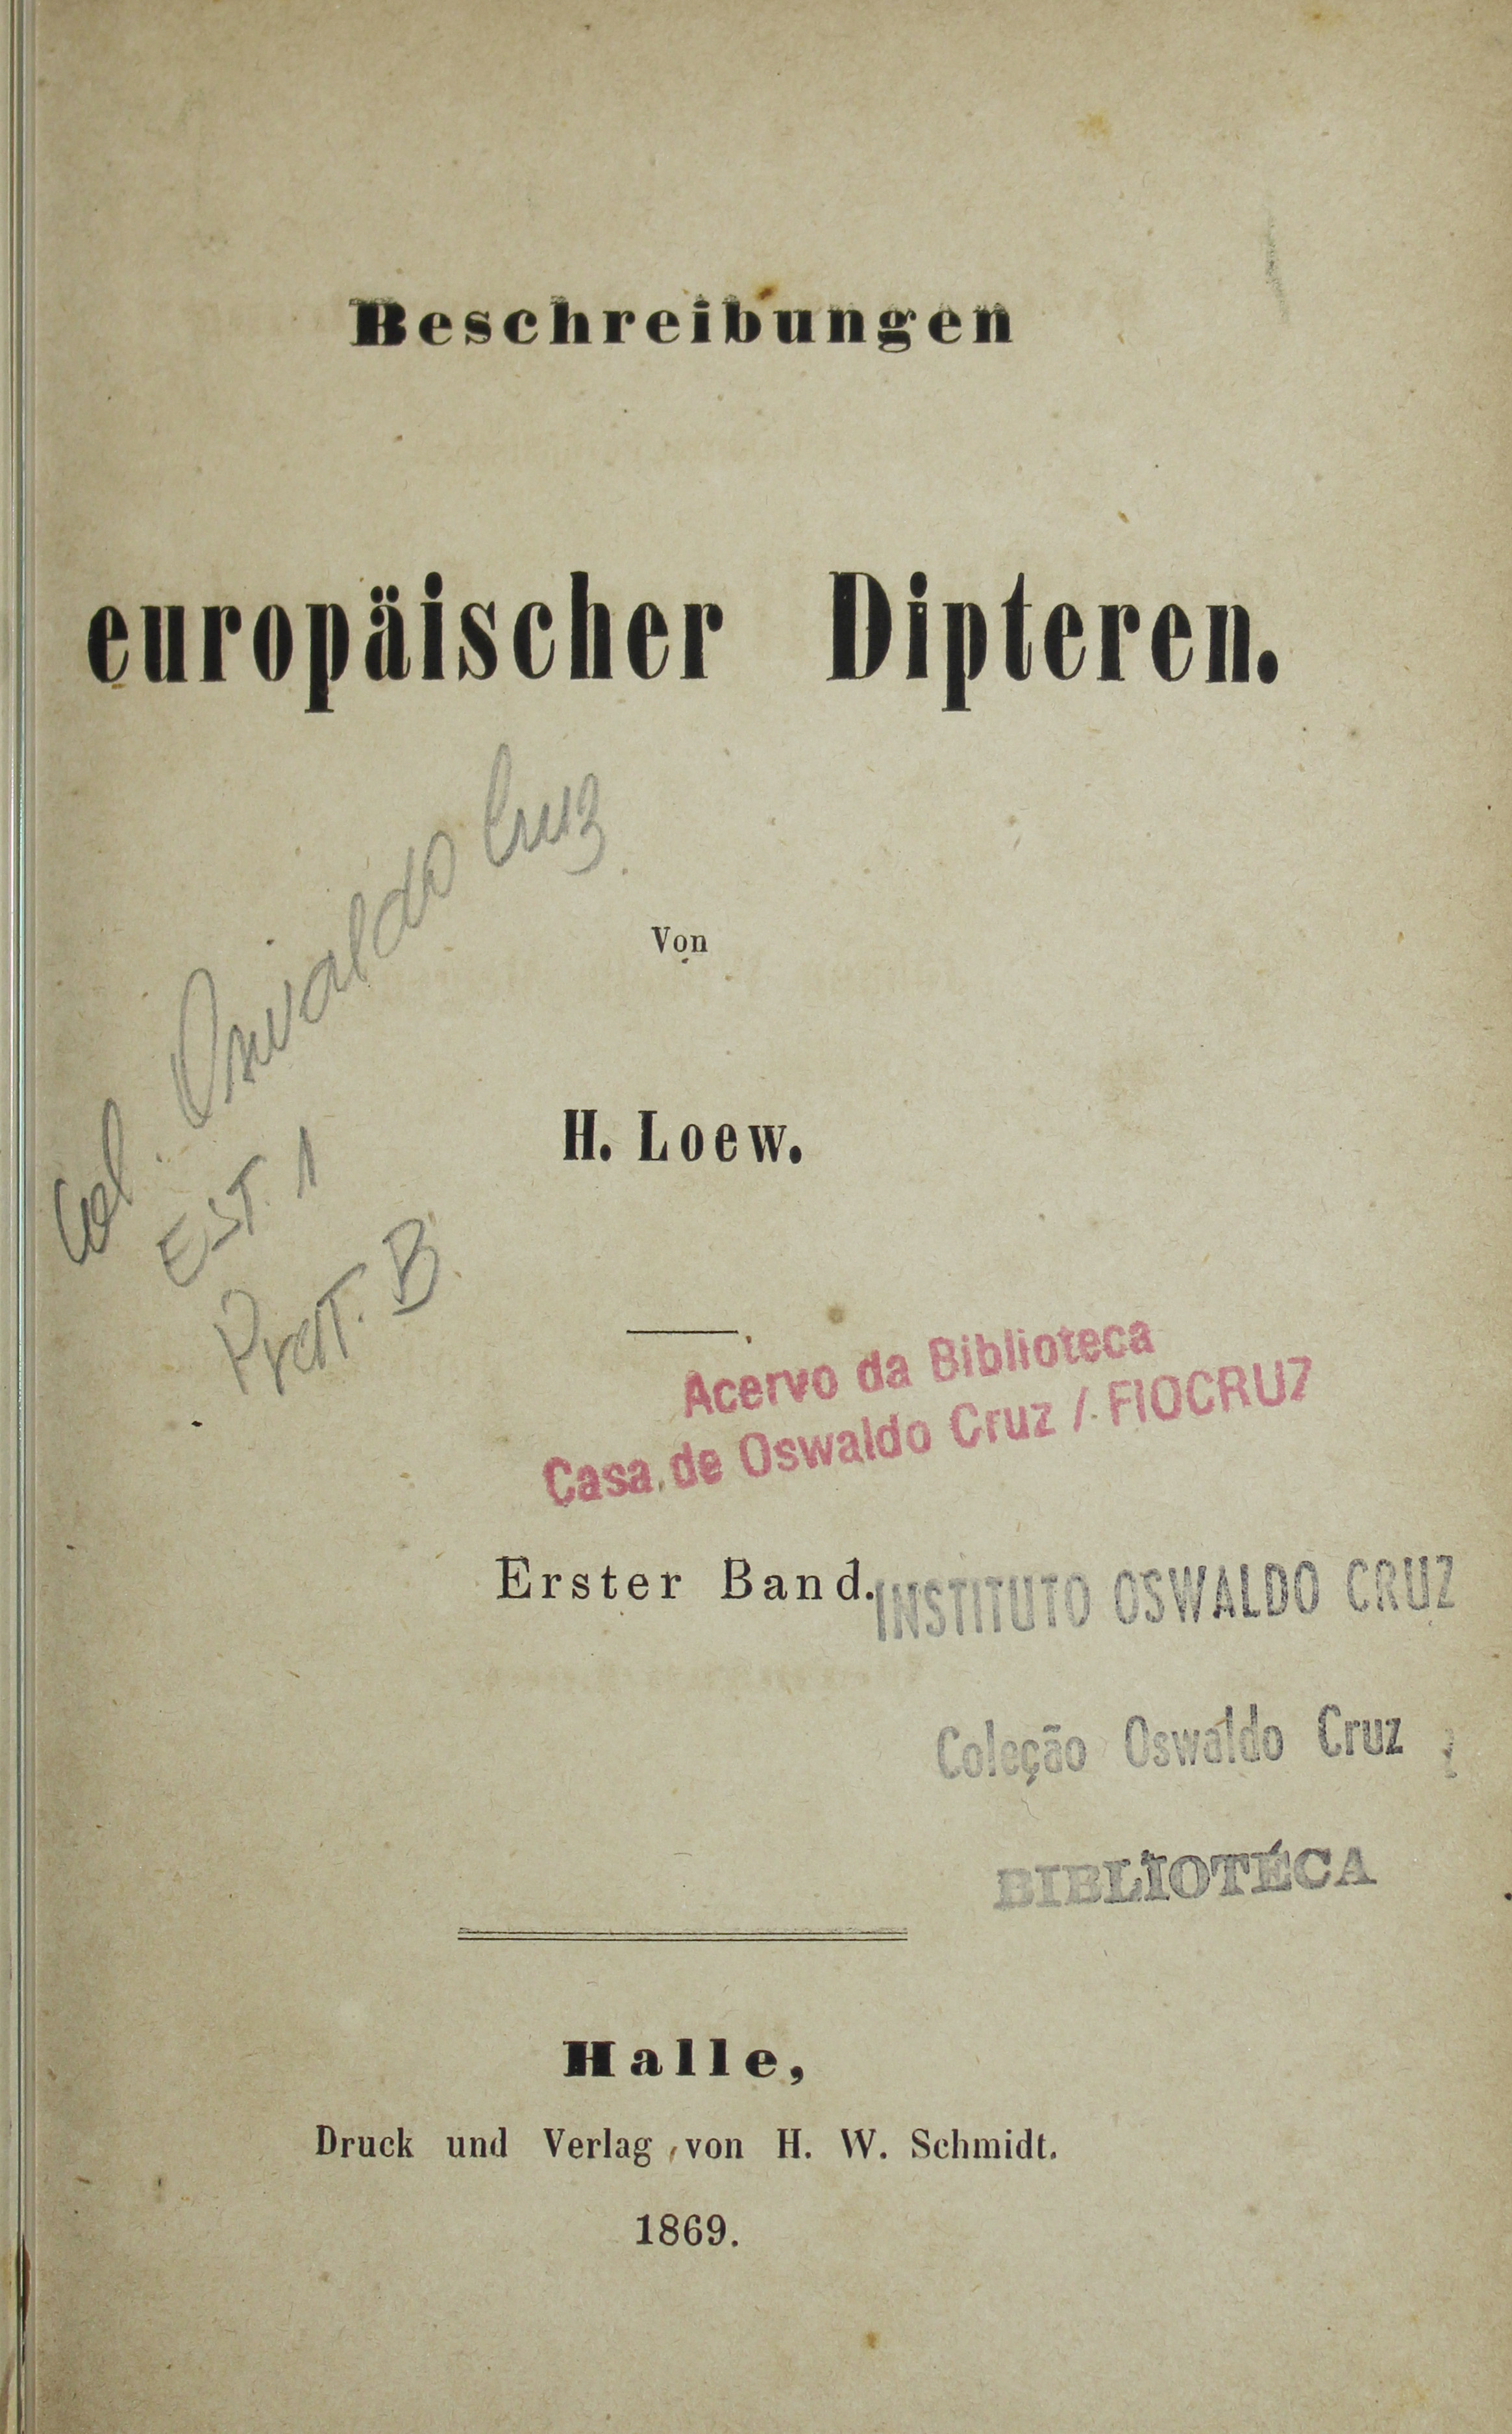 Beschreibungen
europäischer Dipteren.
Von
H. Loew.
Col. Oswaldo Cruz
EST. 1
Prat. B
Acervo da Biblioteca
Casa de Oswaldo Cruz / FIOCRUZ
Erster Band.
INSTITUTO OSWALDO CRUZ
Coleção Oswaldo Cruz
BIBLIOTÉCA
Halle,
Druck und Verlag von H. W. Schmidt.
1869.